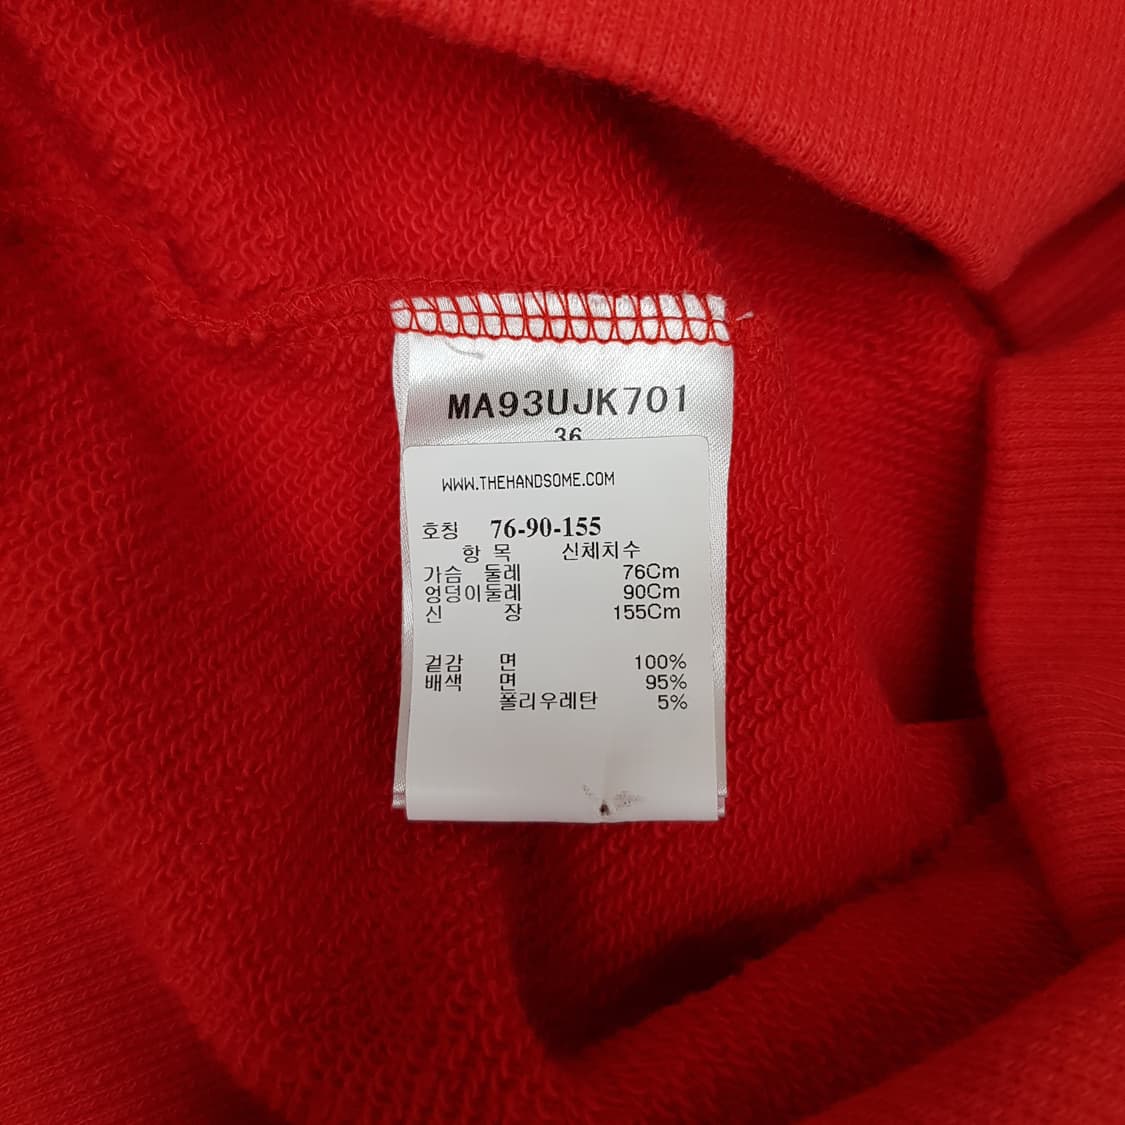 MA93UJK701
36
WWW.THEHANDSOME.COM
호칭 76-90-155
항 목 신체치수
가슴 둘레 76Cm
엉덩이둘레 90Cm
신 장 155Cm
겉감 면 100%
배색 면 95%
폴리우레탄 5%